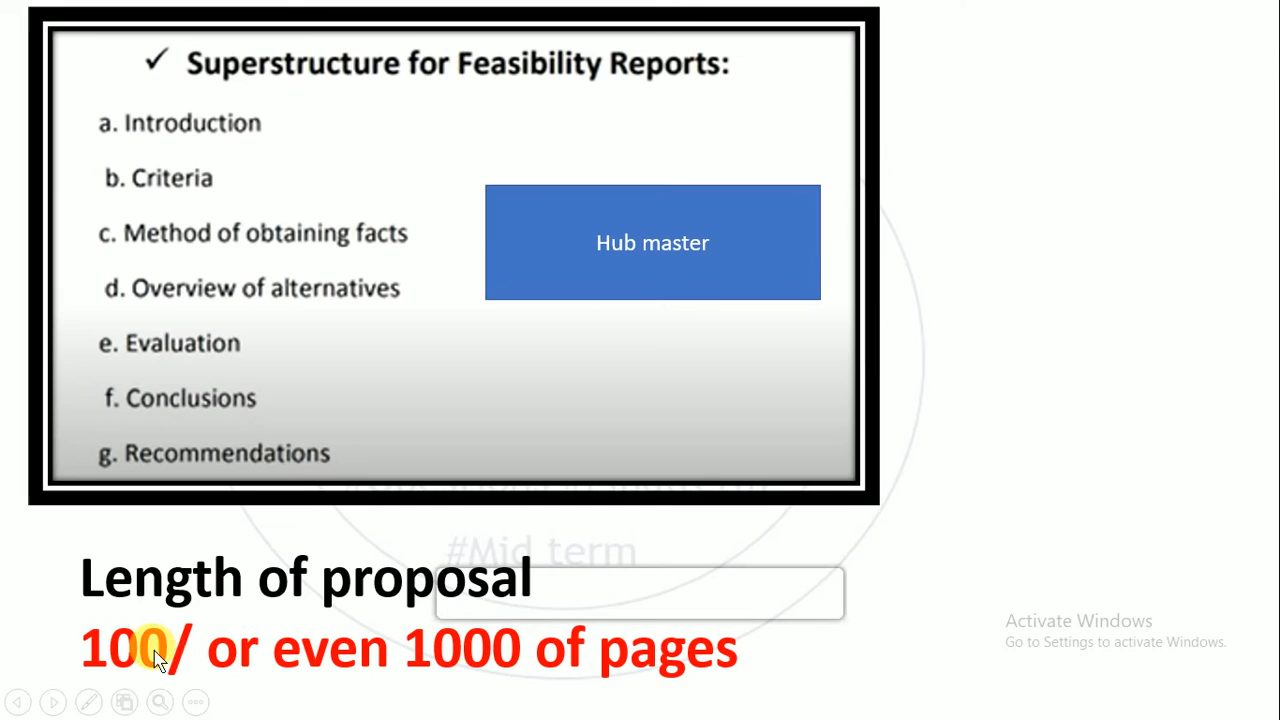 ✓ Superstructure for Feasibility Reports:
a. Introduction
b. Criteria
c. Method of obtaining facts
d. Overview of alternatives
e. Evaluation
f. Conclusions
g. Recommendations
Hub master
#Mid term
Length of proposal
100/ or even 1000 of pages
Activate Windows
Go to Settings to activate Windows.